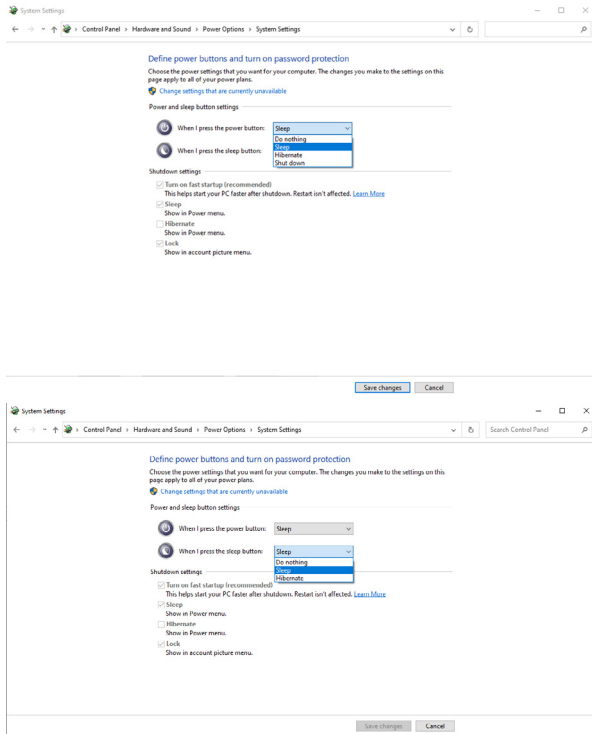 System Settings
Control Panel › Hardware and Sound › Power Options › System Settings
Define power buttons and turn on password protection
Choose the power settings that you want for your computer. The changes you make to the settings on this
page apply to all of your power plans.
Change settings that are currently unavailable
Power and sleep button settings
When I press the power button: Sleep
Do nothing
Sleep
Hibernate
Shut down
When I press the sleep button:
Shutdown settings
Turn on fast startup (recommended)
This helps start your PC faster after shutdown. Restart isn't affected. Learn More
Sleep
Show in Power menu.
Hibernate
Show in Power menu.
Lock
Show in account picture menu.
Save changes Cancel
System Settings
Control Panel › Hardware and Sound › Power Options › System Settings Search Control Panel
Define power buttons and turn on password protection
Choose the power settings that you want for your computer. The changes you make to the settings on this
page apply to all of your power plans.
Change settings that are currently unavailable
Power and sleep button settings
When I press the power button: Sleep
When I press the sleep button: Sleep
Do nothing
Sleep
Hibernate
Shutdown settings
Turn on fast startup (recommended)
This helps start your PC faster after shutdown. Restart isn't affected. Learn More
Sleep
Show in Power menu.
Hibernate
Show in Power menu.
Lock
Show in account picture menu.
Save changes Cancel